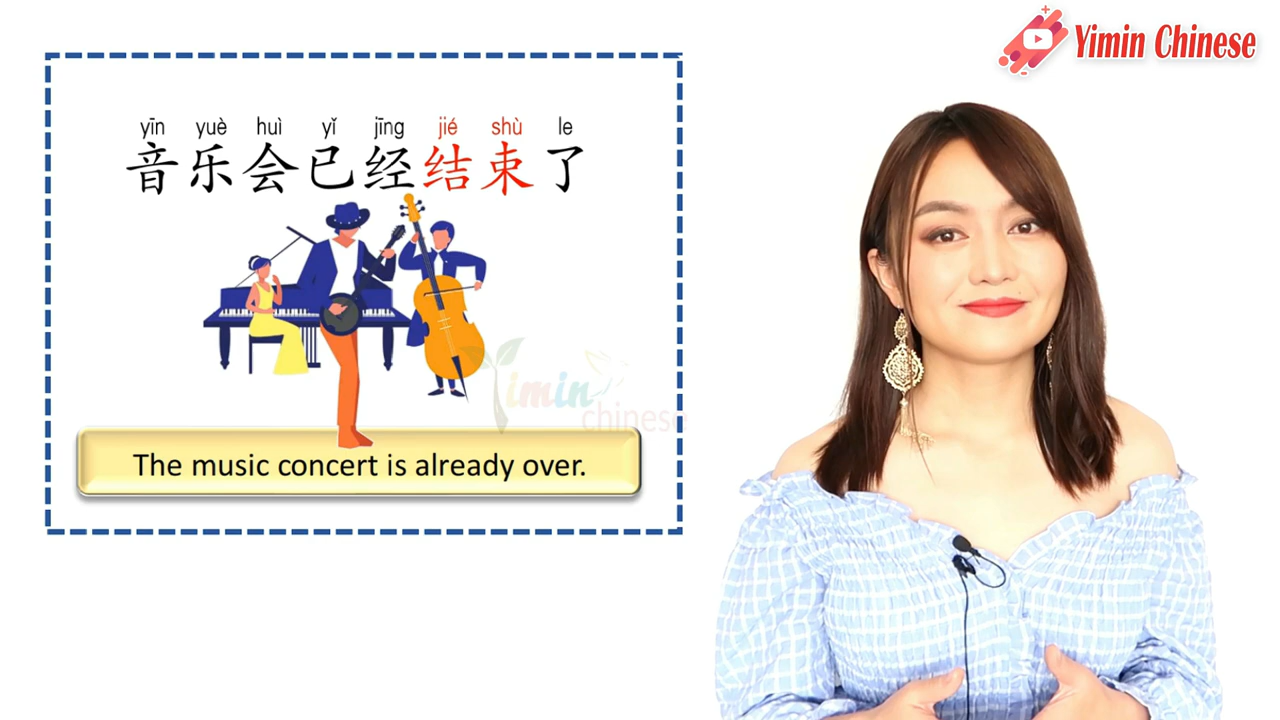 Yimin Chinese
yīn yuè huì yǐ jīng jié shù le
音乐会已经结束了
Yimin
chinese
The music concert is already over.